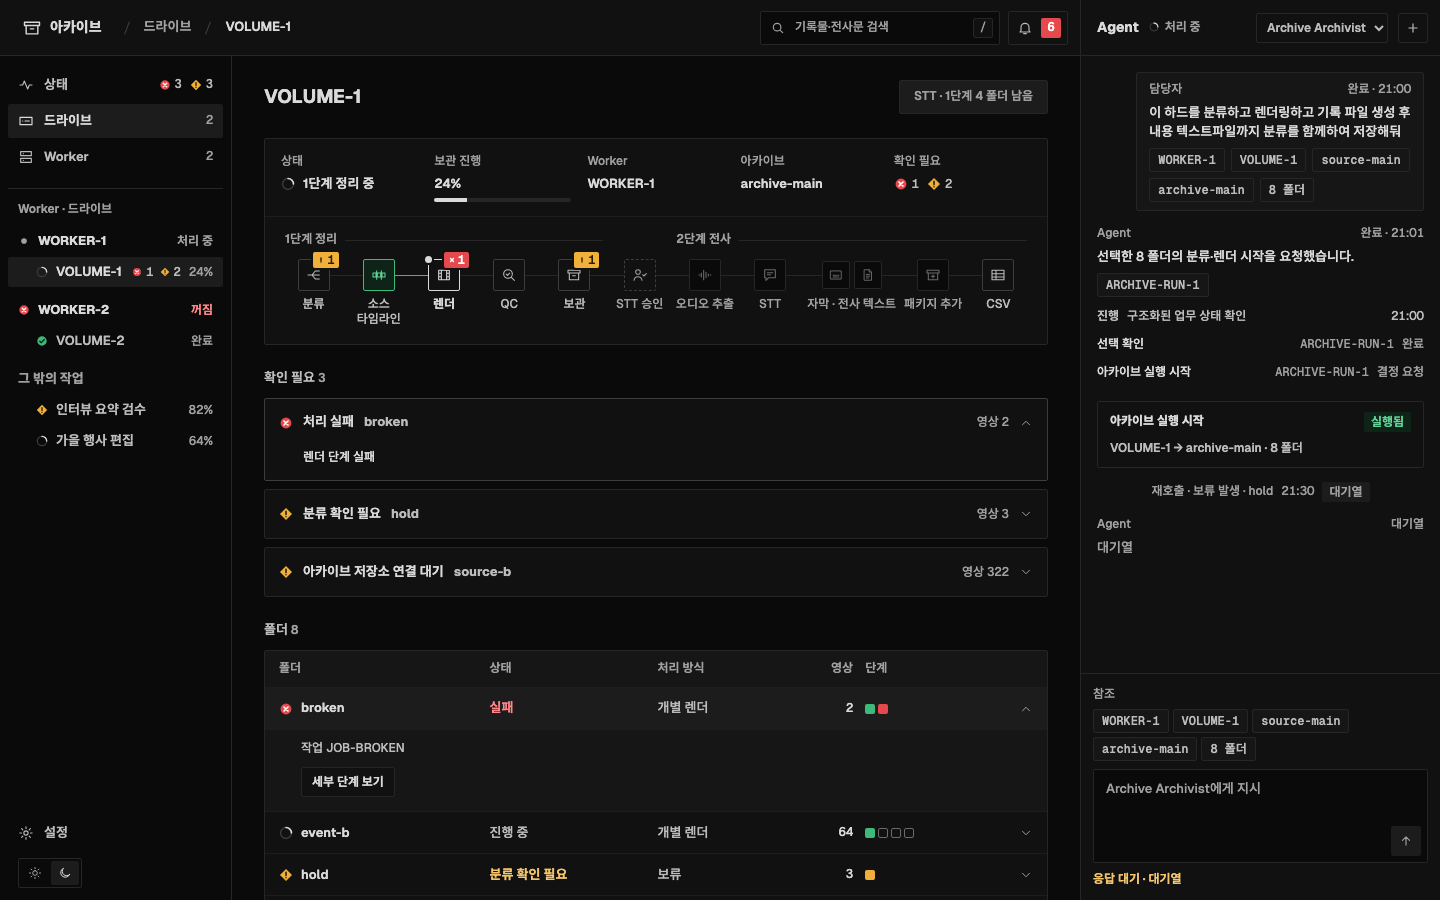 아카이브 / 드라이브 / VOLUME-1
기록물·전사문 검색 /
6
Agent 처리 중
Archive Archivist
상태 3 3
드라이브 2
Worker 2
Worker · 드라이브
WORKER-1 처리 중
VOLUME-1 1 2 24%
WORKER-2 꺼짐
VOLUME-2 완료
그 밖의 작업
인터뷰 요약 검수 82%
가을 행사 편집 64%
설정
VOLUME-1
STT · 1단계 4 폴더 남음
상태 보관 진행 Worker 아카이브 확인 필요
1단계 정리 중 24% WORKER-1 archive-main 1 2
1단계 정리 2단계 전사
1 1 1
분류 소스 렌더 QC 보관 STT 승인 오디오 추출 STT 자막 · 전사 텍스트 패키지 추가 CSV
타임라인
확인 필요 3
처리 실패 broken 영상 2
렌더 단계 실패
분류 확인 필요 hold 영상 3
아카이브 저장소 연결 대기 source-b 영상 322
폴더 8
폴더 상태 처리 방식 영상 단계
broken 실패 개별 렌더 2
작업 JOB-BROKEN
세부 단계 보기
event-b 진행 중 개별 렌더 64
hold 분류 확인 필요 보류 3
담당자 완료 · 21:00
이 하드를 분류하고 렌더링하고 기록 파일 생성 후
내용 텍스트파일까지 분류를 함께하여 저장해둬
WORKER-1 VOLUME-1 source-main
archive-main 8 폴더
Agent 완료 · 21:01
선택한 8 폴더의 분류·렌더 시작을 요청했습니다.
ARCHIVE-RUN-1
진행 구조화된 업무 상태 확인 21:00
선택 확인 ARCHIVE-RUN-1 완료
아카이브 실행 시작 ARCHIVE-RUN-1 결정 요청
아카이브 실행 시작 실행됨
VOLUME-1 → archive-main · 8 폴더
재호출 · 보류 발생 · hold 21:30 대기열
Agent 대기열
대기열
참조
WORKER-1 VOLUME-1 source-main
archive-main 8 폴더
Archive Archivist에게 지시
응답 대기 · 대기열